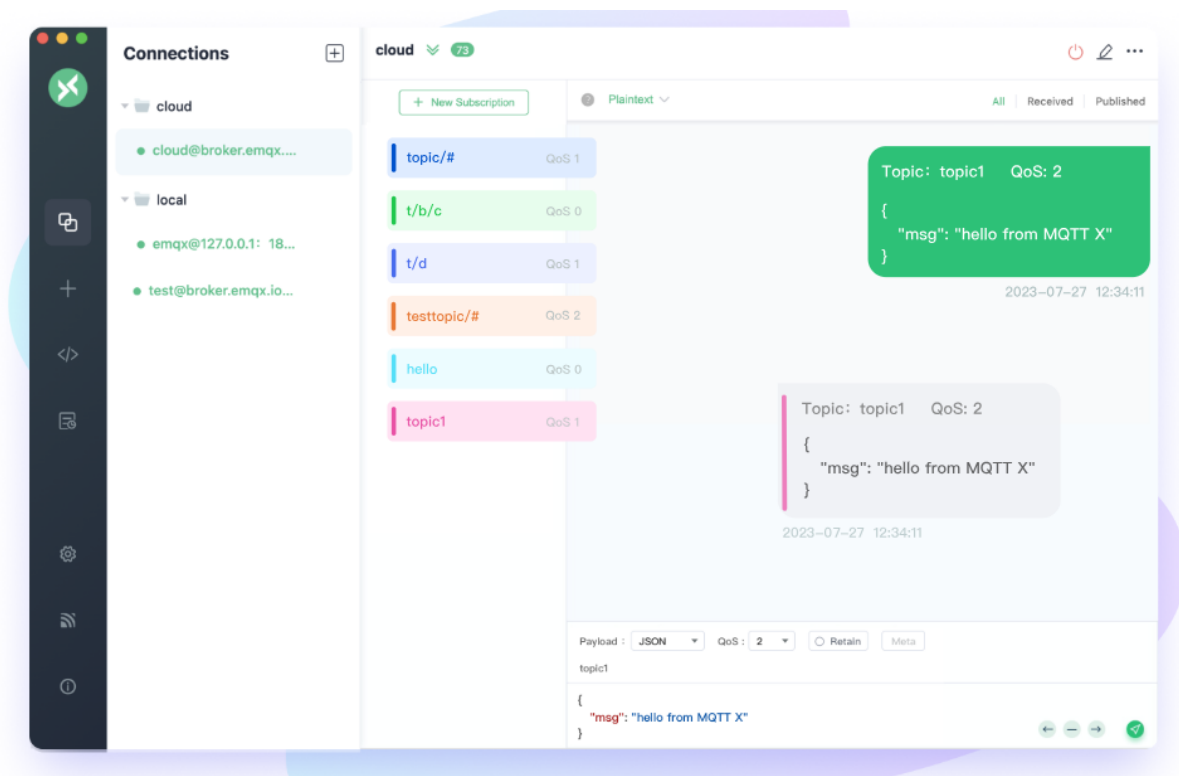 Connections
cloud
cloud@broker.emqx....
local
emqx@127.0.0.1: 18...
test@broker.emqx.io...
cloud 73
+ New Subscription
Plaintext
All Received Published
topic/# QoS 1
t/b/c QoS 0
t/d QoS 1
testtopic/# QoS 2
hello QoS 0
topic1 QoS 1
Topic: topic1 QoS: 2
{
"msg": "hello from MQTT X"
}
2023-07-27 12:34:11
Topic: topic1 QoS: 2
{
"msg": "hello from MQTT X"
}
2023-07-27 12:34:11
Payload : JSON QoS : 2 Retain Meta
topic1
{
"msg": "hello from MQTT X"
}